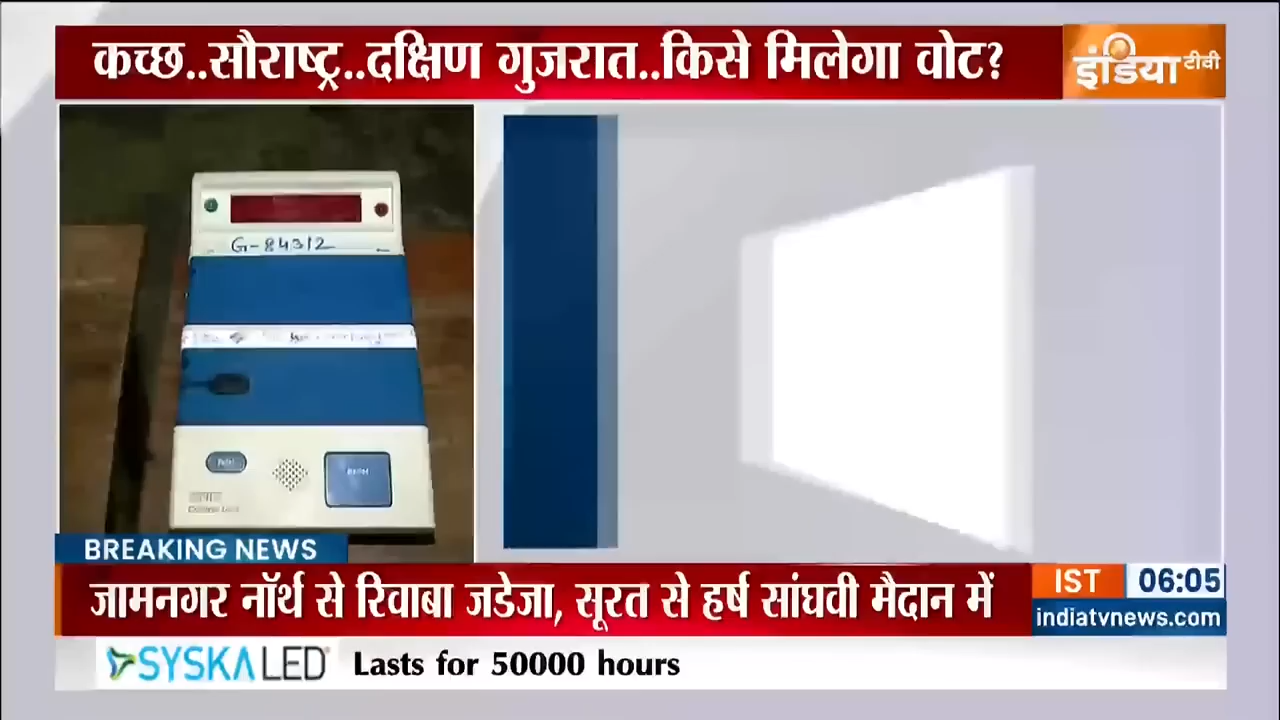 कच्छ..सौराष्ट्र..दक्षिण गुजरात..किसे मिलेगा वोट?
इंडिया टीवी
G-84312
BREAKING NEWS
जामनगर नॉर्थ से रिवाबा जडेजा, सूरत से हर्ष सांघवी मैदान में
IST 06:05
indiatvnews.com
SYSKA LED Lasts for 50000 hours